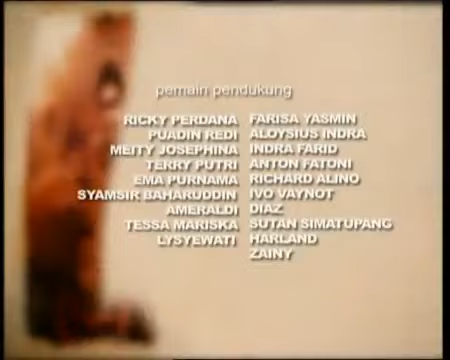 pemain pendukung
RICKY PERDANA FARISA YASMIN
PUADIN REDI ALOYSIUS INDRA
MEITY JOSEPHINA INDRA FARID
TERRY PUTRI ANTON FATONI
EMA PURNAMA RICHARD ALINO
SYAMSIR BAHARUDDIN IVO VAYNOT
AMERALDI DIAZ
TESSA MARISKA SUTAN SIMATUPANG
LYSYEWATI HARLAND
ZAINY